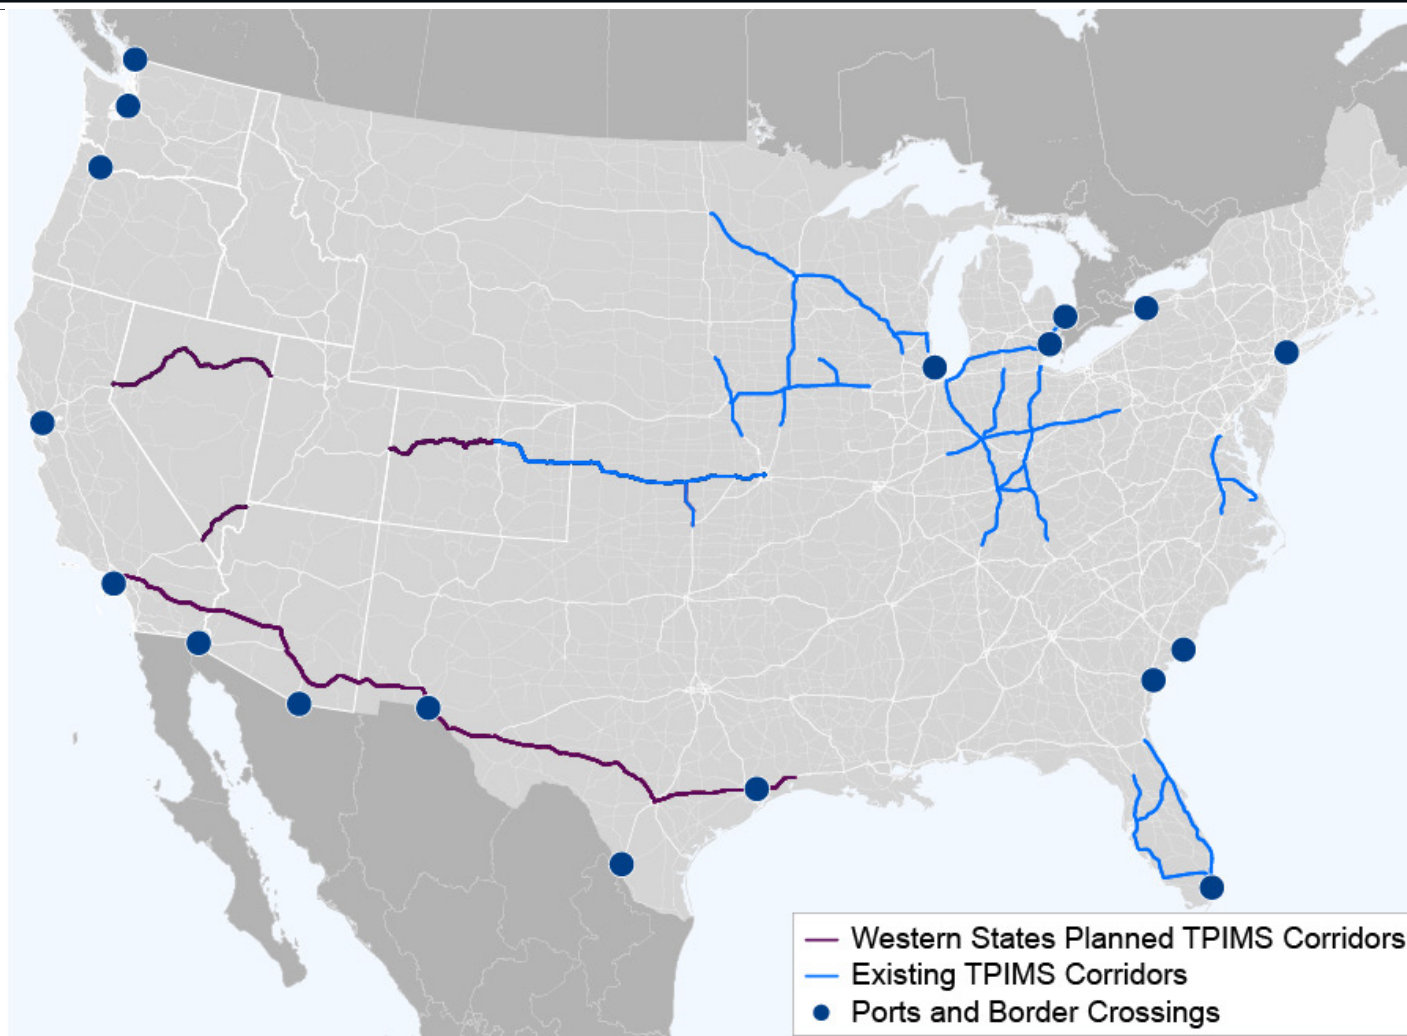 Western States Planned TPIMS Corridors
Existing TPIMS Corridors
Ports and Border Crossings